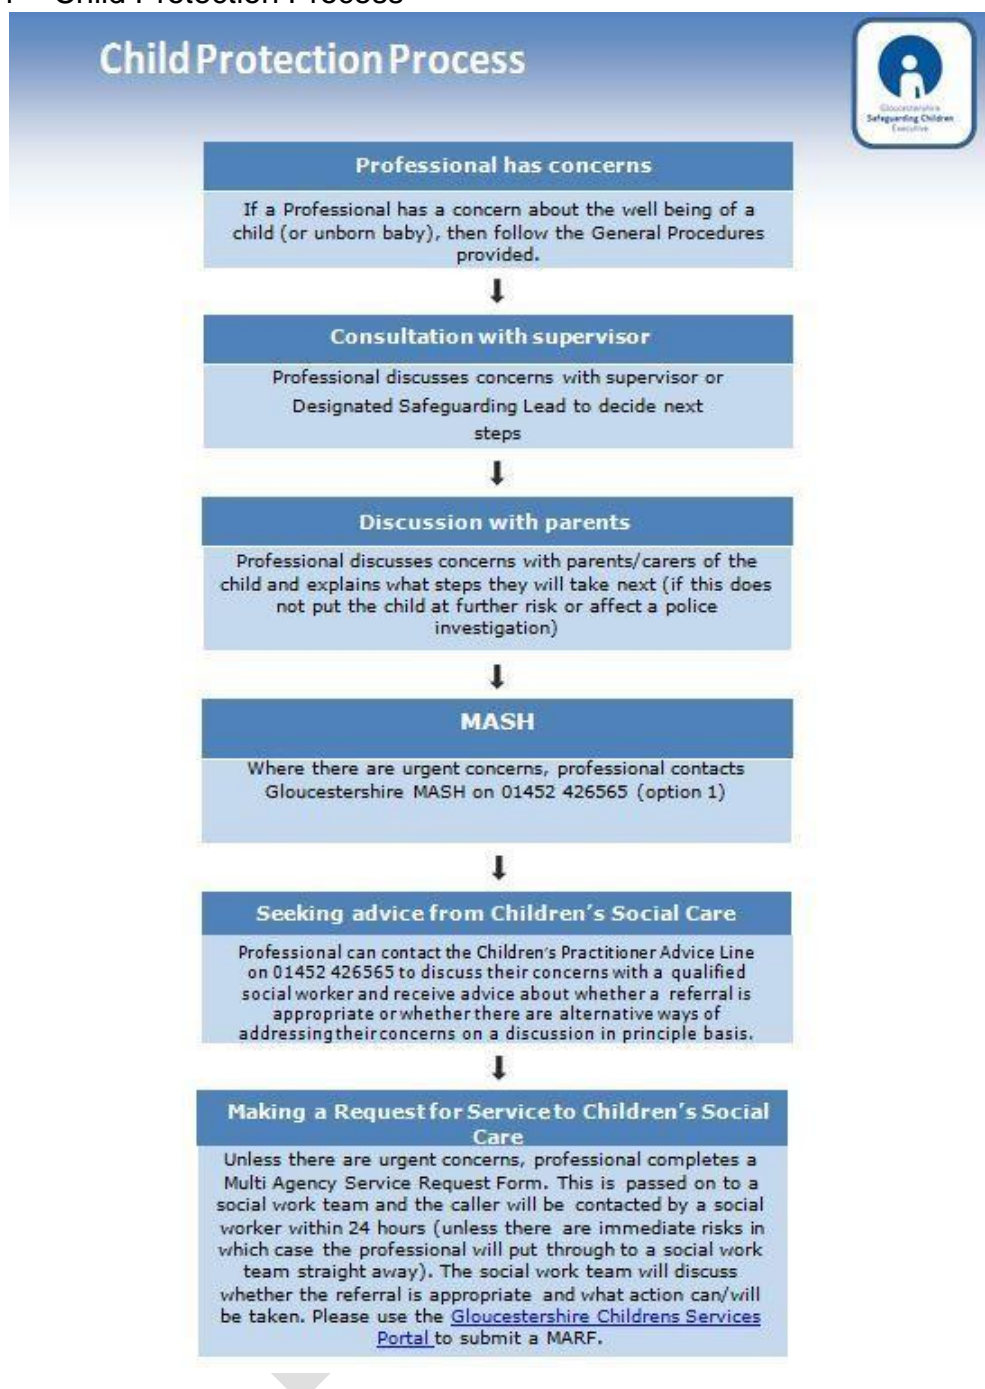 Child Protection Process
Child Protection Process
Gloucestershire
Safeguarding Children
Executive
Professional has concerns
If a Professional has a concern about the well being of a
child (or unborn baby), then follow the General Procedures
provided.
Consultation with supervisor
Professional discusses concerns with supervisor or
Designated Safeguarding Lead to decide next
steps
Discussion with parents
Professional discusses concerns with parents/carers of the
child and explains what steps they will take next (if this does
not put the child at further risk or affect a police
investigation)
MASH
Where there are urgent concerns, professional contacts
Gloucestershire MASH on 01452 426565 (option 1)
Seeking advice from Children's Social Care
Professional can contact the Children's Practitioner Advice Line
on 01452 426565 to discuss their concerns with a qualified
social worker and receive advice about whether a referral is
appropriate or whether there are alternative ways of
addressing their concerns on a discussion in principle basis.
Making a Request for Service to Children's Social
Care
Unless there are urgent concerns, professional completes a
Multi Agency Service Request Form. This is passed on to a
social work team and the caller will be contacted by a social
worker within 24 hours (unless there are immediate risks in
which case the professional will put through to a social work
team straight away). The social work team will discuss
whether the referral is appropriate and what action can/will
be taken. Please use the Gloucestershire Childrens Services
Portal to submit a MARF.